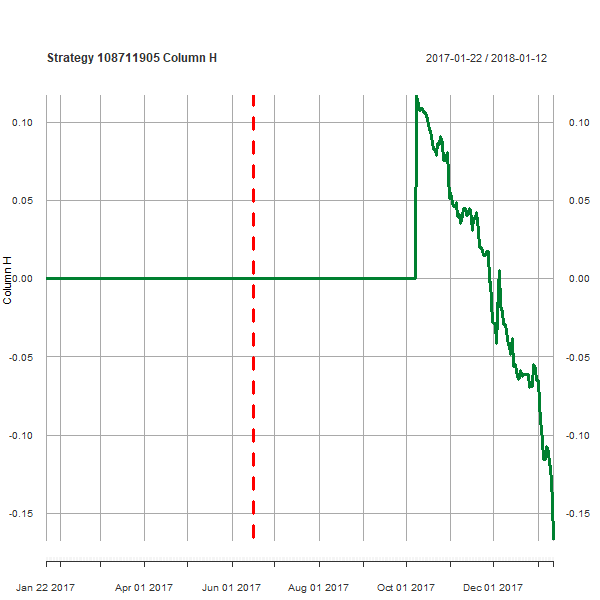 Strategy 108711905 Column H
2017-01-22 / 2018-01-12
0.10 0.10
0.05 0.05
0.00 0.00
Column H
-0.05 -0.05
-0.10 -0.10
-0.15 -0.15
Jan 22 2017 Apr 01 2017 Jun 01 2017 Aug 01 2017 Oct 01 2017 Dec 01 2017